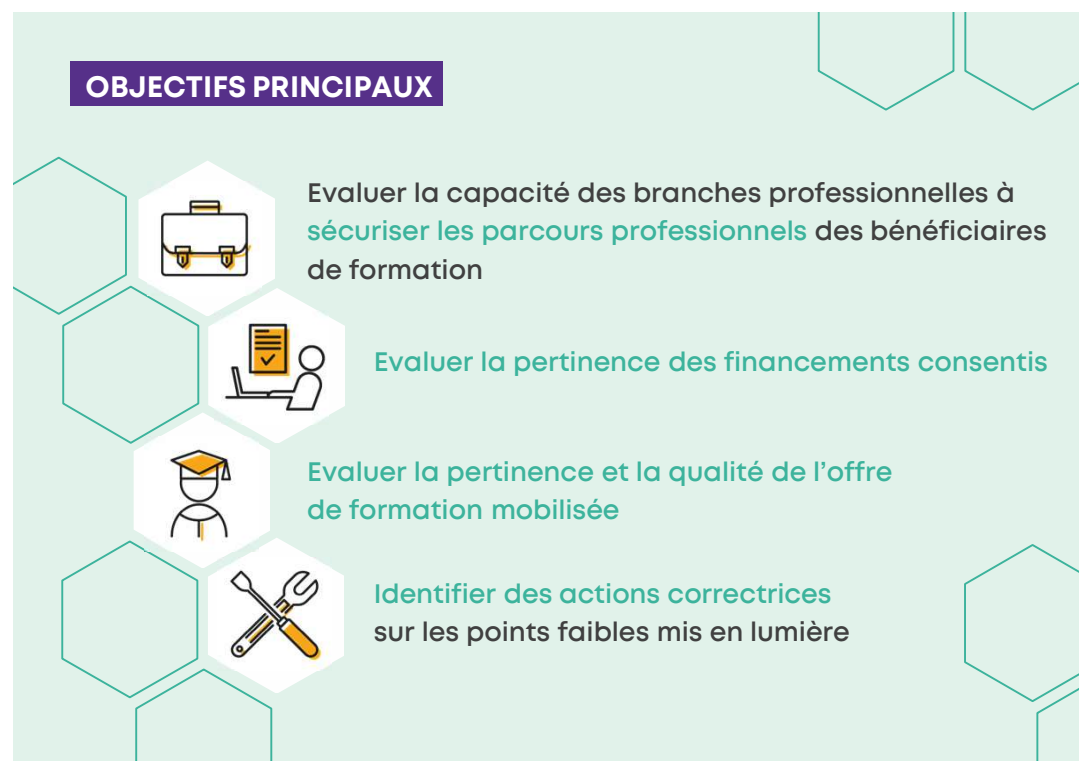 OBJECTIFS PRINCIPAUX
Evaluer la capacité des branches professionnelles à
sécuriser les parcours professionnels des bénéficiaires
de formation
Evaluer la pertinence des financements consentis
Evaluer la pertinence et la qualité de l’offre
de formation mobilisée
Identifier des actions correctrices
sur les points faibles mis en lumière